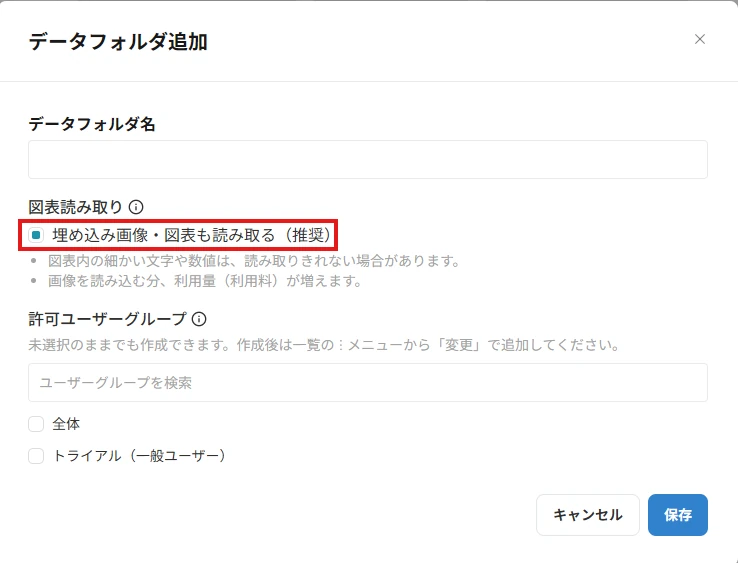 データフォルダ追加
データフォルダ名
図表読み取り
埋め込み画像・図表も読み取る（推奨）
図表内の細かい文字や数値は、読み取りきれない場合があります。
画像を読み込む分、利用量（利用料）が増えます。
許可ユーザーグループ
未選択のままでも作成できます。作成後は一覧の⋮メニューから「変更」で追加してください。
ユーザーグループを検索
全体
トライアル（一般ユーザー）
キャンセル 保存